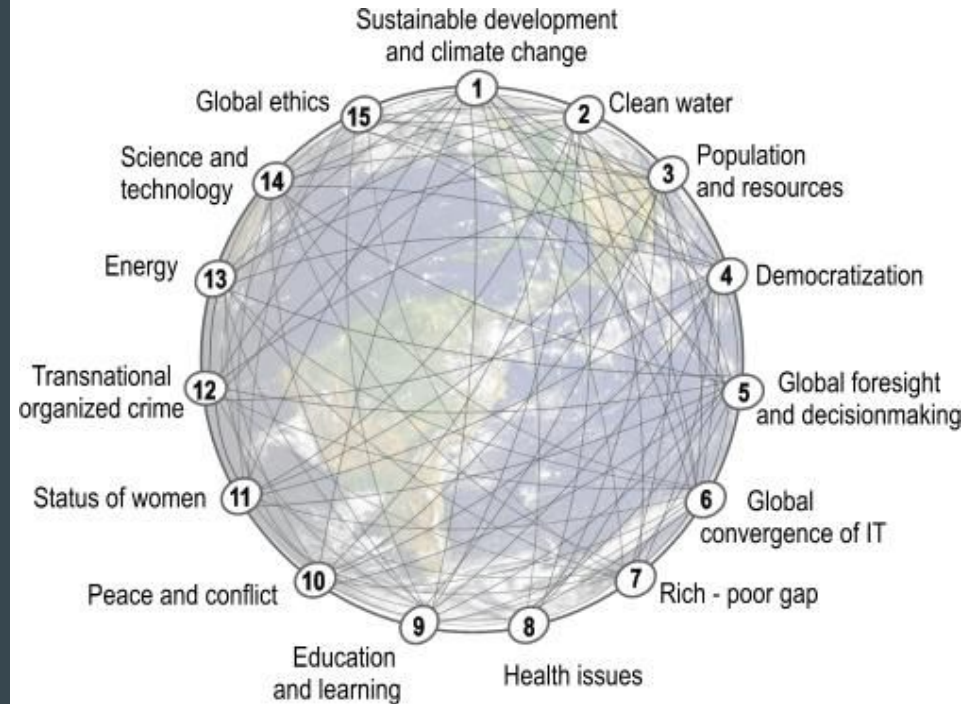 Sustainable development
and climate change
1
2 Clean water
3 Population
and resources
4 Democratization
5 Global foresight
and decisionmaking
6 Global
convergence of IT
7 Rich - poor gap
8 Health issues
9 Education
and learning
10 Peace and conflict
11 Status of women
12 Transnational
organized crime
13 Energy
14 Science and
technology
15 Global ethics